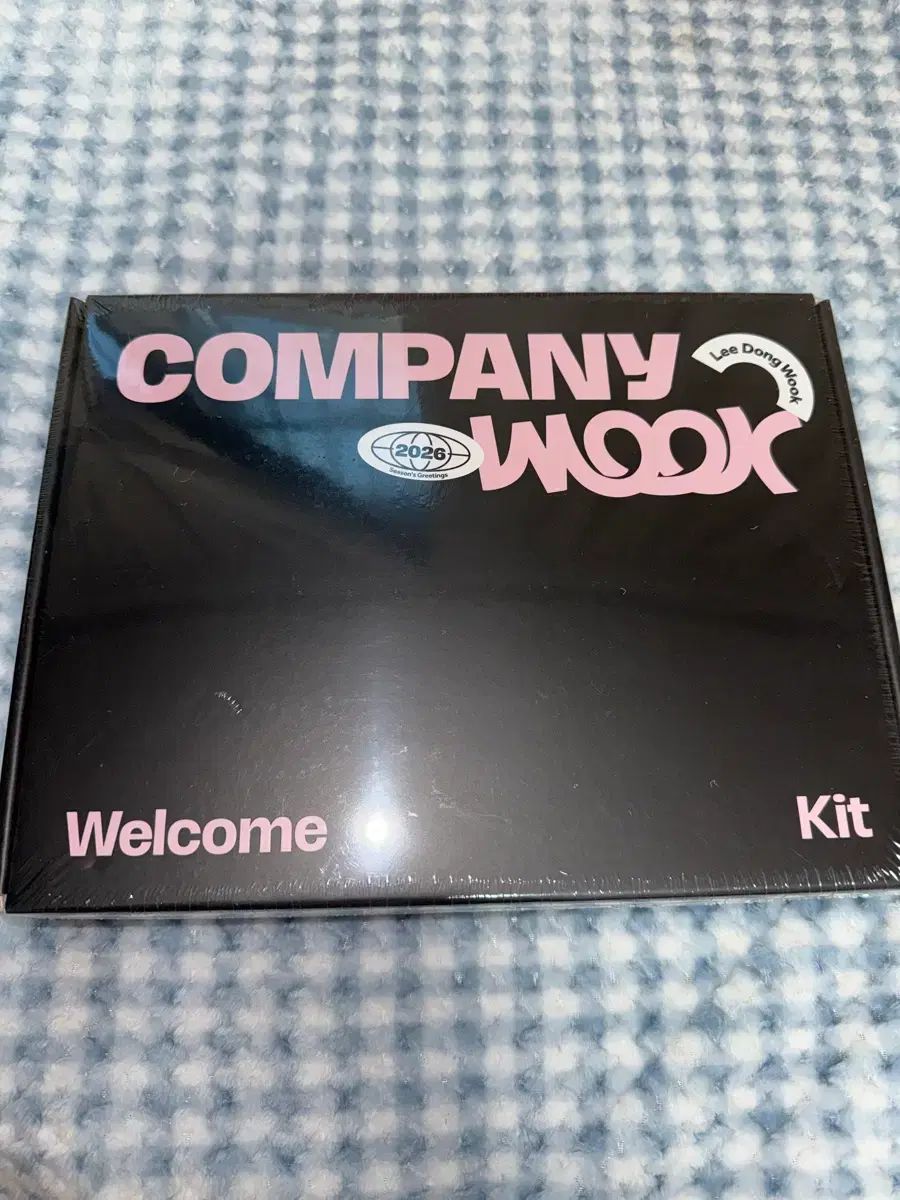 COMPANY
Lee Dong Wook
WOOK
2026
Season's Greetings
Welcome
Kit